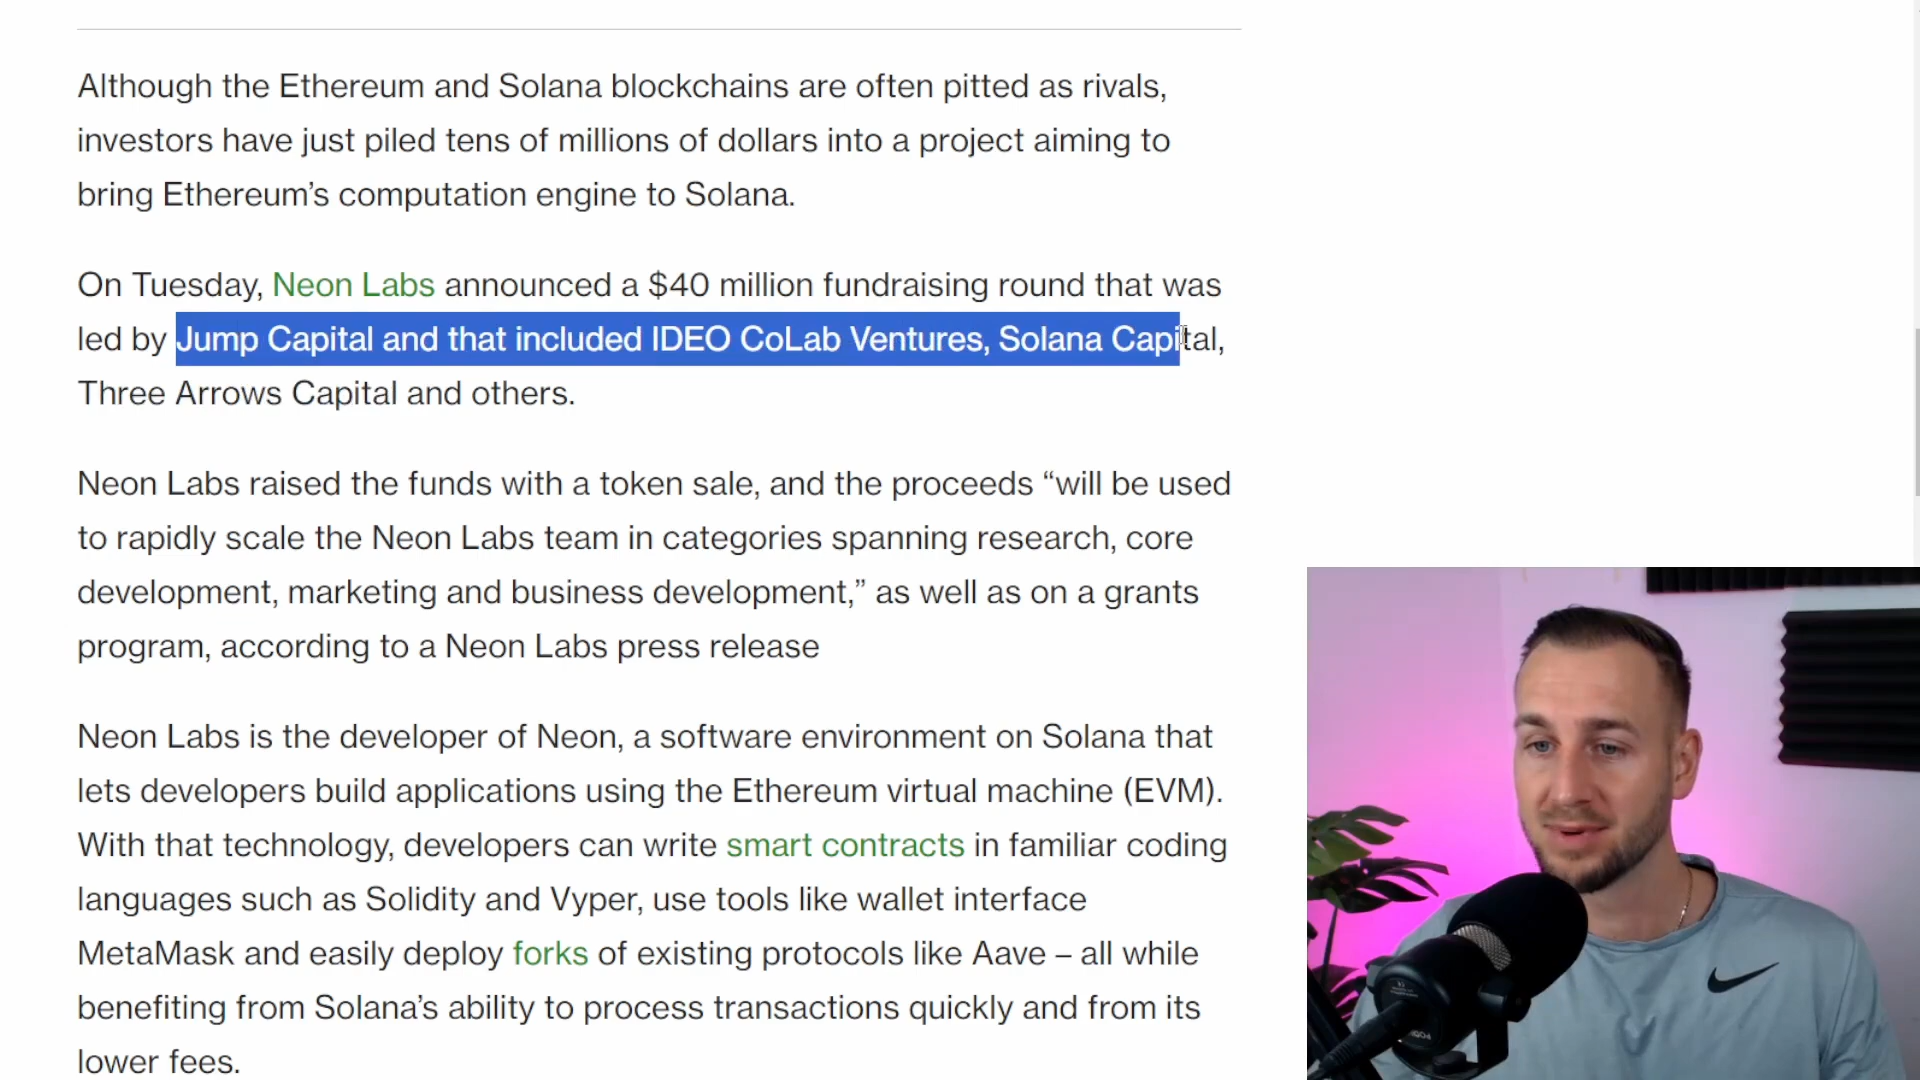 Although the Ethereum and Solana blockchains are often pitted as rivals,
investors have just piled tens of millions of dollars into a project aiming to
bring Ethereum’s computation engine to Solana.
On Tuesday, Neon Labs announced a $40 million fundraising round that was
led by Jump Capital and that included IDEO CoLab Ventures, Solana Capital,
Three Arrows Capital and others.
Neon Labs raised the funds with a token sale, and the proceeds “will be used
to rapidly scale the Neon Labs team in categories spanning research, core
development, marketing and business development,” as well as on a grants
program, according to a Neon Labs press release
Neon Labs is the developer of Neon, a software environment on Solana that
lets developers build applications using the Ethereum virtual machine (EVM).
With that technology, developers can write smart contracts in familiar coding
languages such as Solidity and Vyper, use tools like wallet interface
MetaMask and easily deploy forks of existing protocols like Aave – all while
benefiting from Solana’s ability to process transactions quickly and from its
lower fees.